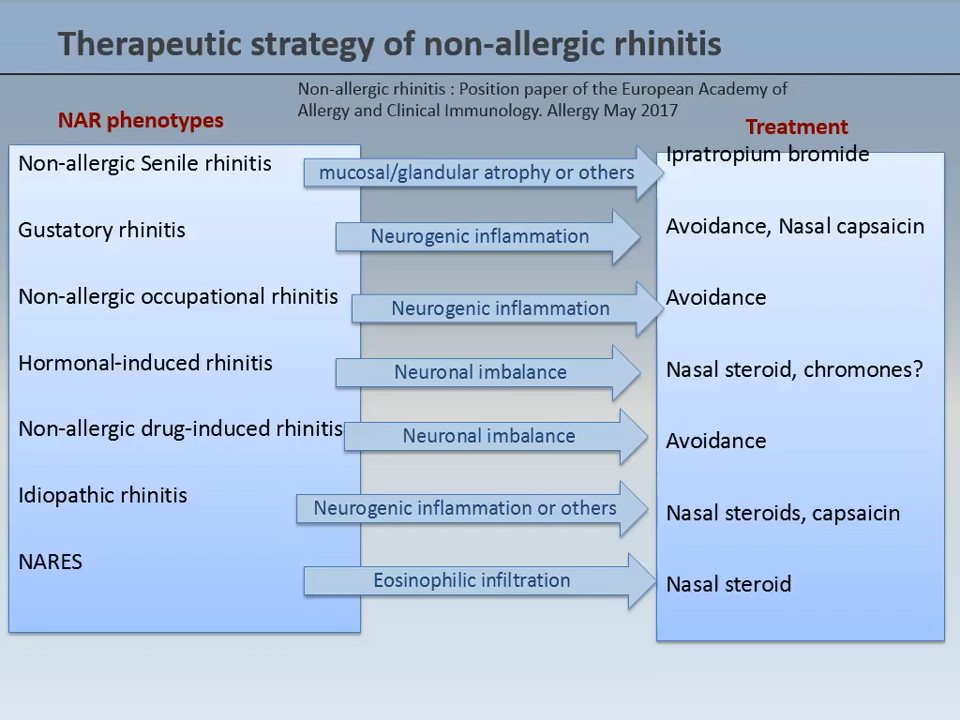 Therapeutic strategy of non-allergic rhinitis
Non-allergic rhinitis : Position paper of the European Academy of
Allergy and Clinical Immunology. Allergy May 2017
NAR phenotypes
Treatment
Non-allergic Senile rhinitis
mucosal/glandular atrophy or others
Ipratropium bromide
Gustatory rhinitis
Neurogenic inflammation
Avoidance, Nasal capsaicin
Non-allergic occupational rhinitis
Neurogenic inflammation
Avoidance
Hormonal-induced rhinitis
Neuronal imbalance
Nasal steroid, chromones?
Non-allergic drug-induced rhinitis
Neuronal imbalance
Avoidance
Idiopathic rhinitis
Neurogenic inflammation or others
Nasal steroids, capsaicin
NARES
Eosinophilic infiltration
Nasal steroid